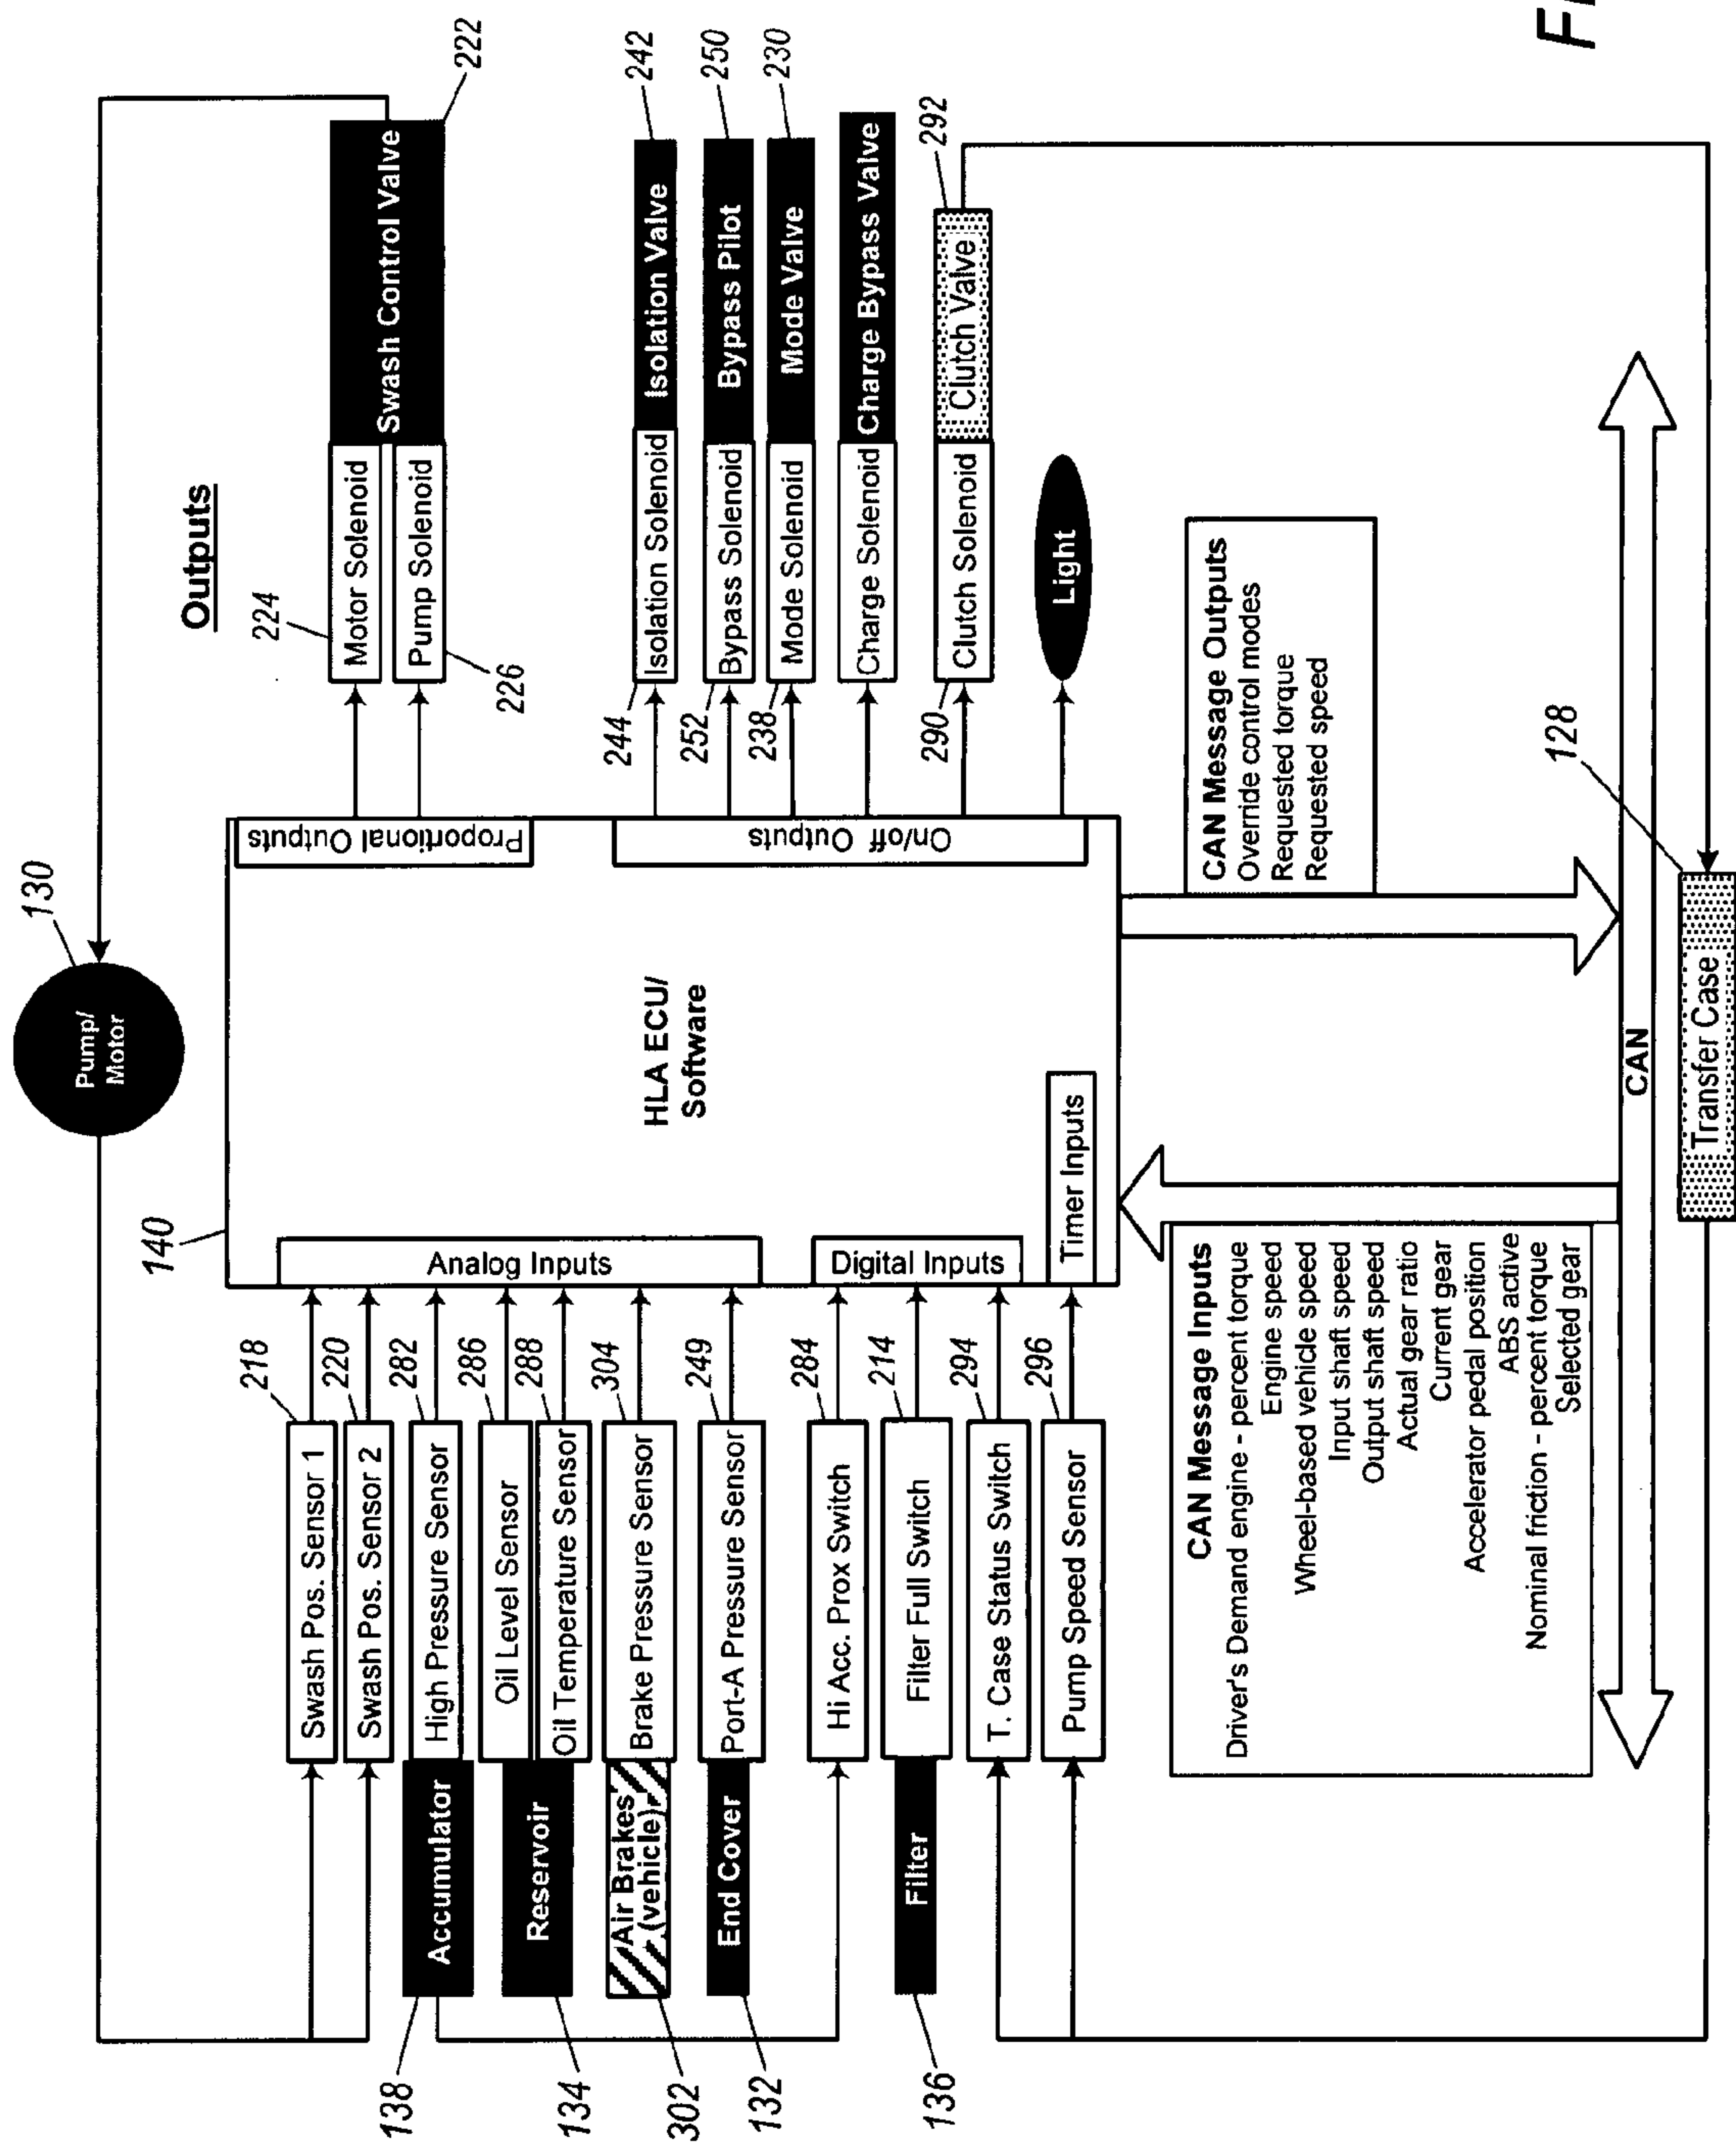 130
Pump/
Motor
140
Outputs
224
Motor Solenoid
Pump Solenoid
226
Swash Control Valve
222
Proportional Outputs
On/off Outputs
HLA ECU/
Software
Analog Inputs
Digital Inputs
Timer Inputs
218
Swash Pos. Sensor 1
220
Swash Pos. Sensor 2
138
Accumulator
High Pressure Sensor
282
134
Reservoir
Oil Level Sensor
286
Oil Temperature Sensor
288
302
Air Brakes
(vehicle)
Brake Pressure Sensor
304
132
End Cover
Port-A Pressure Sensor
249
Hi Acc. Prox Switch
284
136
Filter
Filter Full Switch
214
T. Case Status Switch
294
Pump Speed Sensor
296
244
Isolation Solenoid
Isolation Valve
242
252
Bypass Solenoid
Bypass Pilot
250
238
Mode Solenoid
Mode Valve
230
Charge Solenoid
Charge Bypass Valve
290
Clutch Solenoid
Clutch Valve
292
Light
CAN Message Inputs
Driver's Demand engine - percent torque
Engine speed
Wheel-based vehicle speed
Input shaft speed
Output shaft speed
Actual gear ratio
Current gear
Accelerator pedal position
ABS active
Nominal friction - percent torque
Selected gear
CAN Message Outputs
Override control modes
Requested torque
Requested speed
CAN
128
Transfer Case